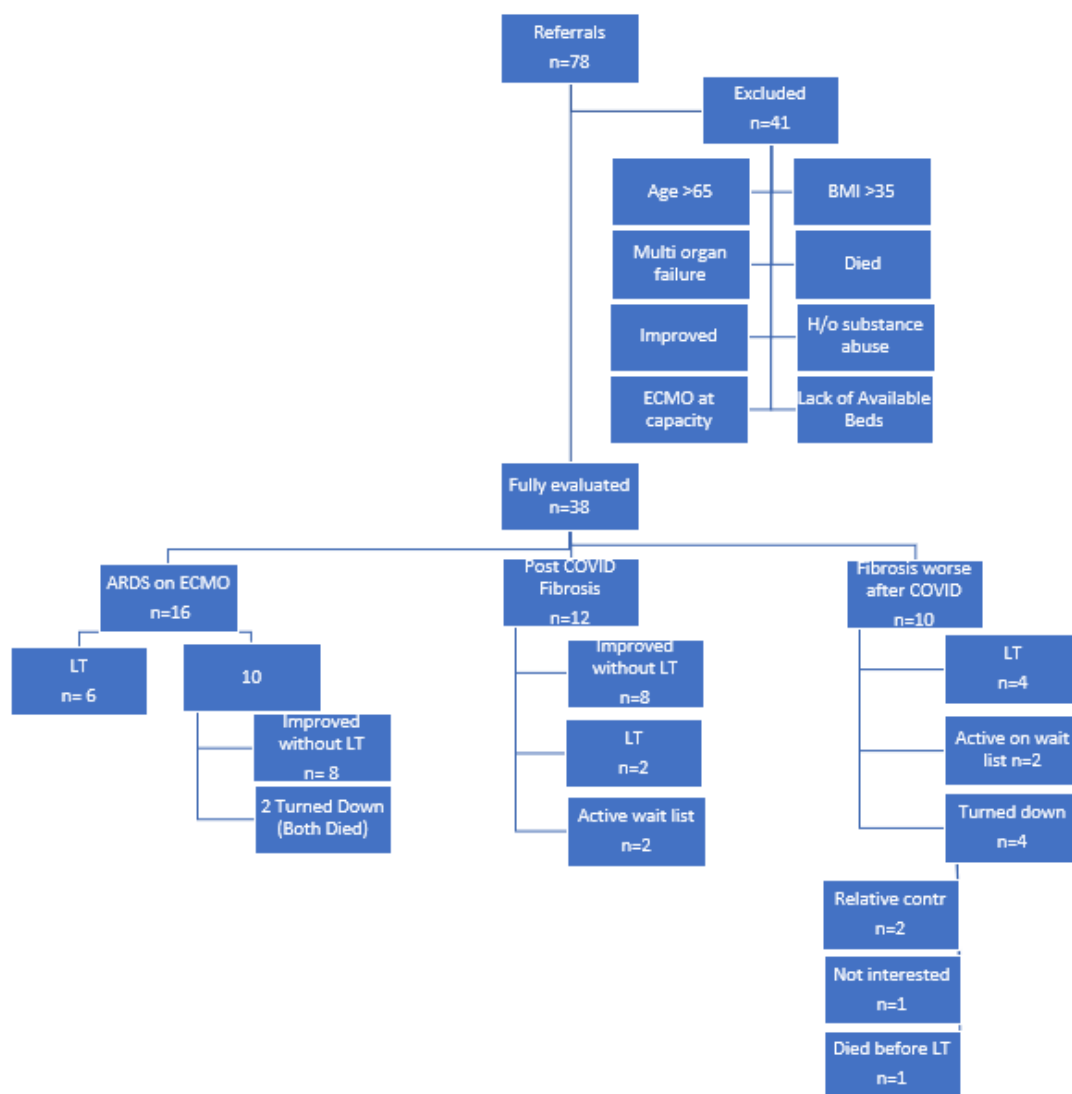 Referrals
n=78
Excluded
n=41
Age >65
BMI >35
Multi organ
failure
Died
Improved
H/o substance
abuse
ECMO at
capacity
Lack of Available
Beds
Fully evaluated
n=38
ARDS on ECMO
n=16
LT
n= 6
10
Improved
without LT
n= 8
2 Turned Down
(Both Died)
Post COVID
Fibrosis
n=12
Improved
without LT
n=8
LT
n=2
Active wait list
n=2
Fibrosis worse
after COVID
n=10
LT
n=4
Active on wait
list n=2
Turned down
n=4
Relative contr
n=2
Not interested
n=1
Died before LT
n=1